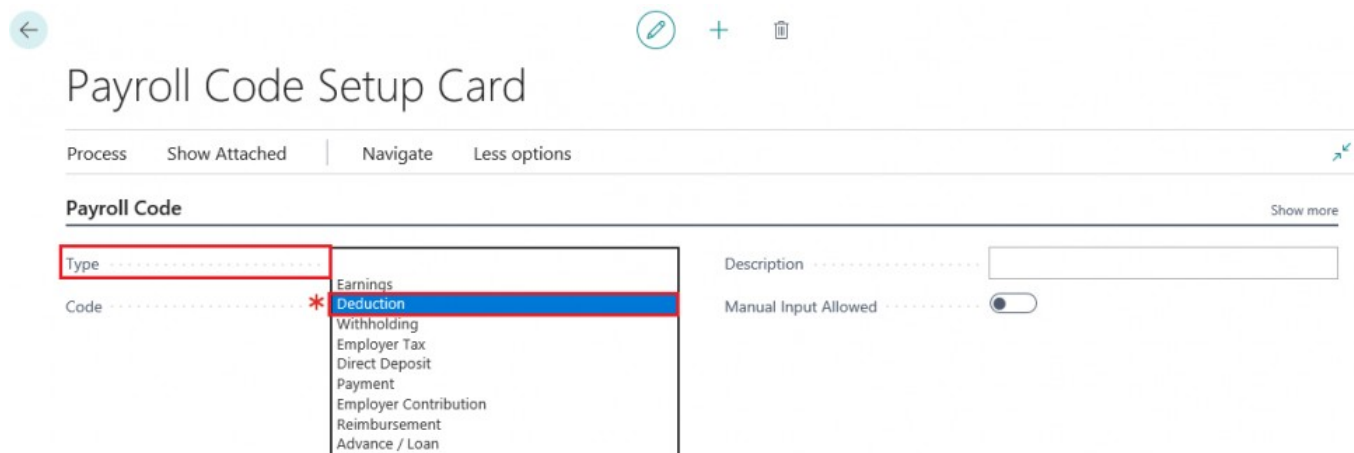 Payroll Code Setup Card
Process Show Attached Navigate Less options
Payroll Code Show more
Type Description
Earnings
Code * Deduction Manual Input Allowed
Withholding
Employer Tax
Direct Deposit
Payment
Employer Contribution
Reimbursement
Advance / Loan